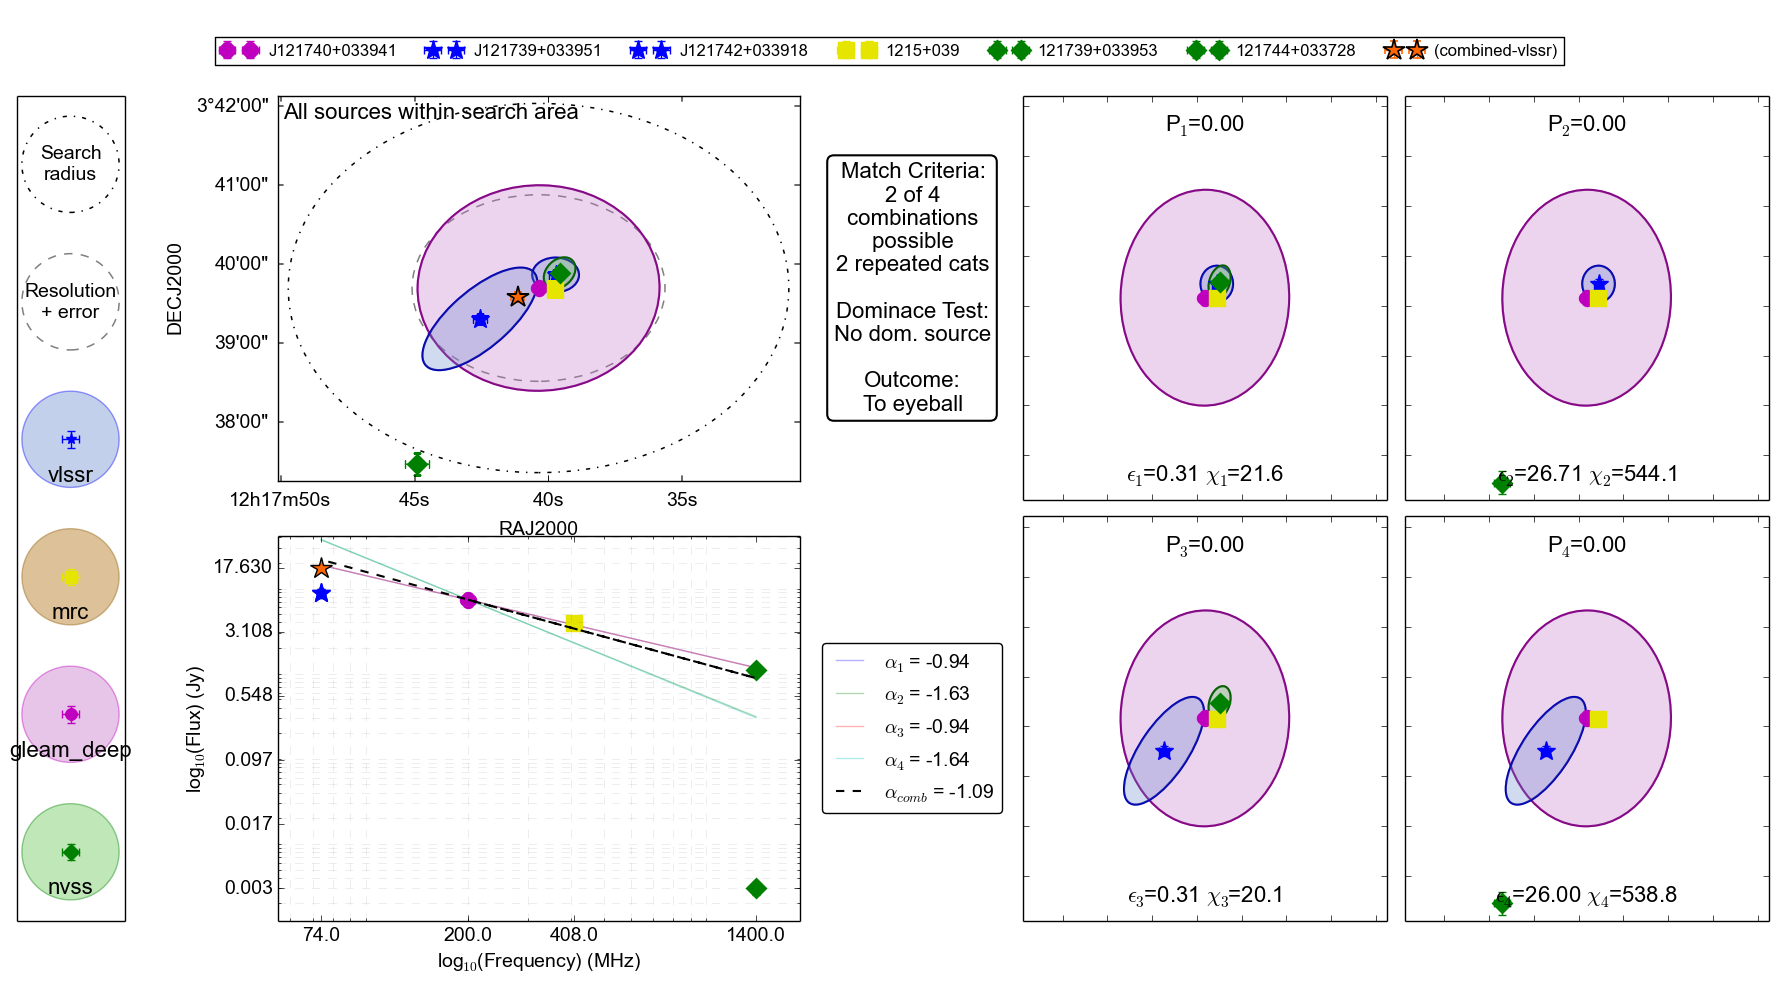 J121740+033941 J121739+033951 J121742+033918 1215+039 121739+033953 121744+033728 (combined-vlssr)
Search
radius
Resolution
+ error
vlssr
mrc
gleam_deep
nvss
All sources within search area
DECJ2000
3°42'00"
41'00"
40'00"
39'00"
38'00"
12h17m50s 45s 40s 35s
RAJ2000
Match Criteria:
2 of 4
combinations
possible
2 repeated cats
Dominace Test:
No dom. source
Outcome:
To eyeball
log₁₀(Flux) (Jy)
17.630
3.108
0.548
0.097
0.017
0.003
74.0 200.0 408.0 1400.0
log₁₀(Frequency) (MHz)
α₁ = -0.94
α₂ = -1.63
α₃ = -0.94
α₄ = -1.64
α_comb = -1.09
P₁=0.00
ϵ₁=0.31 χ₁=21.6
P₂=0.00
ϵ₂=26.71 χ₂=544.1
P₃=0.00
ϵ₃=0.31 χ₃=20.1
P₄=0.00
ϵ₄=26.00 χ₄=538.8